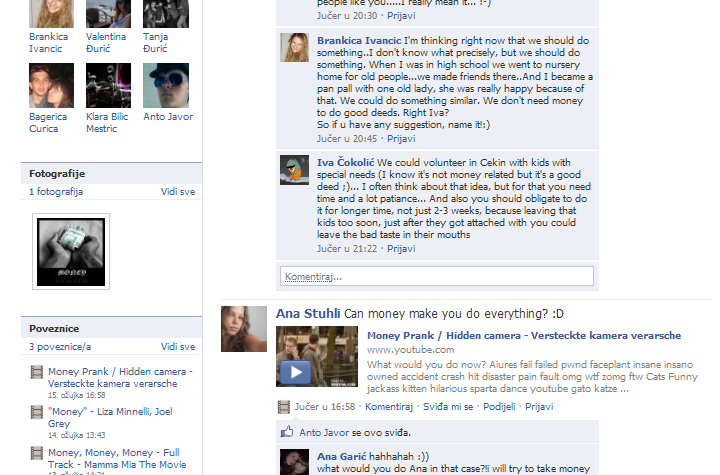 Brankica
Ivancic
Valentina
Đurić
Tanja
Đurić
Bagerica
Curica
Klara Bilic
Mestric
Anto Javor
Fotografije
1 fotografija
Vidi sve
MONEY
Poveznice
3 poveznice/a
Vidi sve
Money Prank / Hidden camera -
Versteckte kamera verarsche
15. ožujka 16:58
"Money" - Liza Minnelli, Joel
Grey
14. ožujka 13:43
Money, Money, Money - Full
Track - Mamma Mia The Movie
people like you.....I really mean it... :-)
Jučer u 20:30 · Prijavi
Brankica Ivancic I'm thinking right now that we should do
something..I don't know what precisely, but we should do
something. When I was in high school we went to nursery
home for old people...we made friends there..And I became a
pan pall with one old lady, she was really happy because of
that. We could do something similar. We don't need money
to do good deeds. Right Iva?
So if u have any suggestion, name it!:)
Jučer u 20:45 · Prijavi
Iva Čokolić We could volunteer in Cekin with kids with
special needs (I know it's not money related but it's a good
deed ;)... I often think about that idea, but for that you need
time and a lot patiance... And also you should obligate to do
it for longer time, not just 2-3 weeks, because leaving that
kids too soon, just after they got attached with you could
leave the bad taste in their mouths
Jučer u 21:22 · Prijavi
Komentiraj...
Ana Stuhli Can money make you do everything? :D
Money Prank / Hidden camera - Versteckte kamera verarsche
www.youtube.com
What would you do now? Aiures fail failed pwnd faceplant insane insano
owned accident crash hit disaster pain fault omg wtf zomg ftw Cats Funny
jackass kitten hilarious sparta dance youtube gato katze ...
Jučer u 16:58 · Komentiraj · Sviđa mi se · Podijeli · Prijavi
Anto Javor se ovo sviđa.
Ana Garić hahhahah :))
what would you do Ana in that case?!i will try to take money